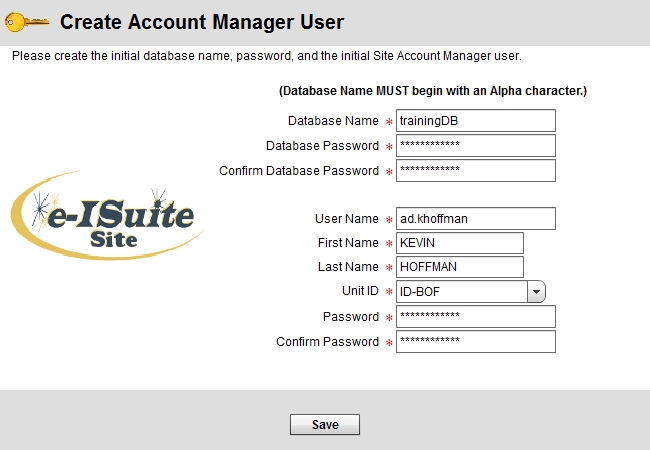 Create Account Manager User
Please create the initial database name, password, and the initial Site Account Manager user.
(Database Name MUST begin with an Alpha character.)
Database Name * trainingDB
Database Password * ************
Confirm Database Password * ************
e-ISuite
Site
User Name * ad.khoffman
First Name * KEVIN
Last Name * HOFFMAN
Unit ID * ID-BOF
Password * ************
Confirm Password * ************
Save